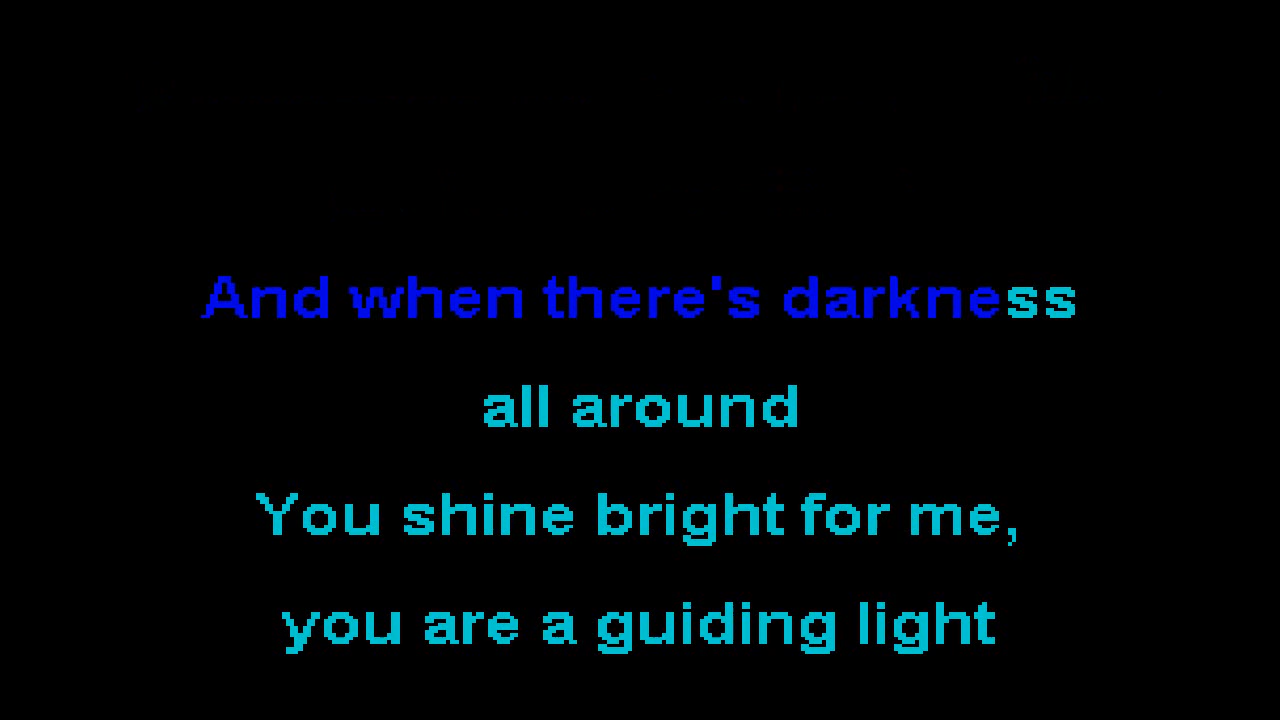 And when there's darkness
all around
You shine bright for me,
you are a guiding light